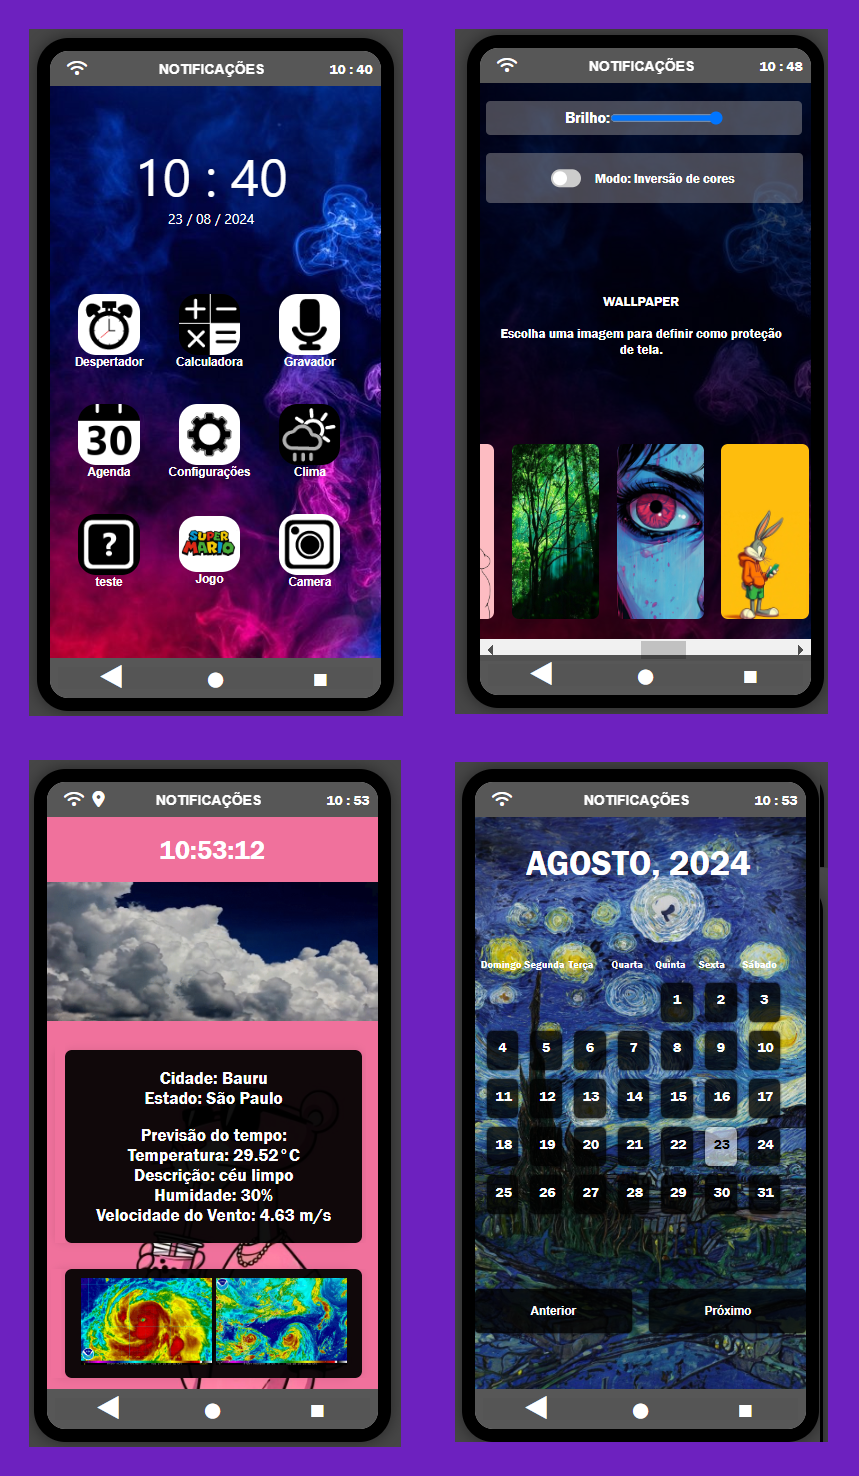 NOTIFICAÇÕES 10 : 40
10 : 40
23 / 08 / 2024
Despertador Calculadora Gravador
30
Agenda Configurações Clima
?
SUPER
MARIO
teste Jogo Camera
NOTIFICAÇÕES 10 : 48
Brilho:
Modo: Inversão de cores
WALLPAPER
Escolha uma imagem para definir como proteção
de tela.
NOTIFICAÇÕES 10 : 53
10:53:12
Cidade: Bauru
Estado: São Paulo
Previsão do tempo:
Temperatura: 29.52°C
Descrição: céu limpo
Humidade: 30%
Velocidade do Vento: 4.63 m/s
NOTIFICAÇÕES 10 : 53
AGOSTO, 2024
Domingo Segunda Terça Quarta Quinta Sexta Sábado
1 2 3
4 5 6 7 8 9 10
11 12 13 14 15 16 17
18 19 20 21 22 23 24
25 26 27 28 29 30 31
Anterior Próximo